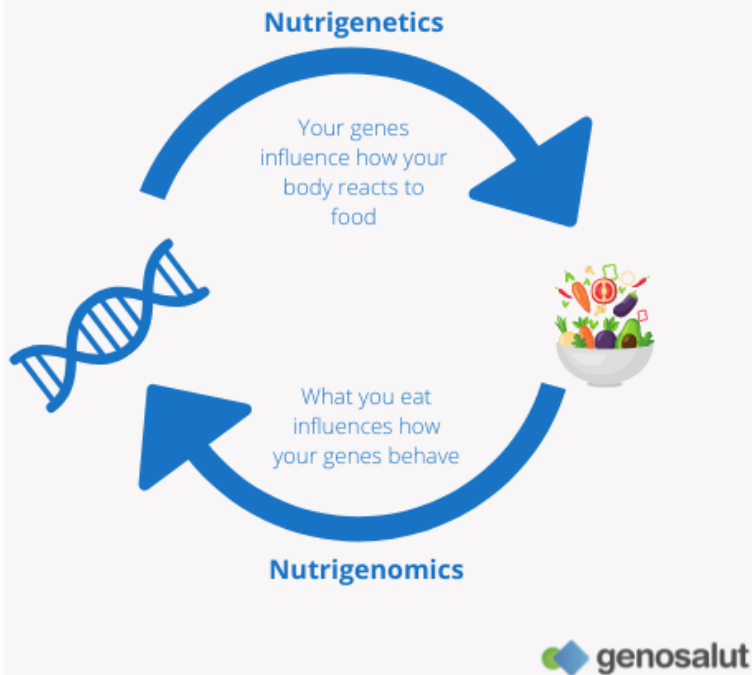 Nutrigenetics
Your genes
influence how your
body reacts to
food
What you eat
influences how
your genes behave
Nutrigenomics
genosalut